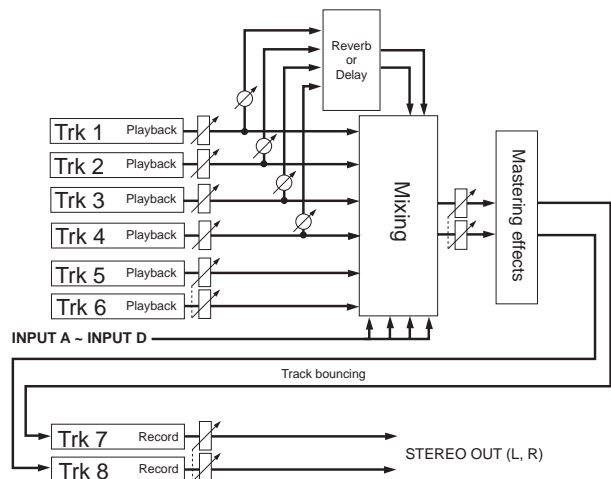 Reverb
or
Delay
Trk 1 Playback
Trk 2 Playback
Trk 3 Playback
Trk 4 Playback
Trk 5 Playback
Trk 6 Playback
Mixing
Mastering effects
INPUT A ~ INPUT D
Track bouncing
Trk 7 Record
Trk 8 Record
STEREO OUT (L, R)